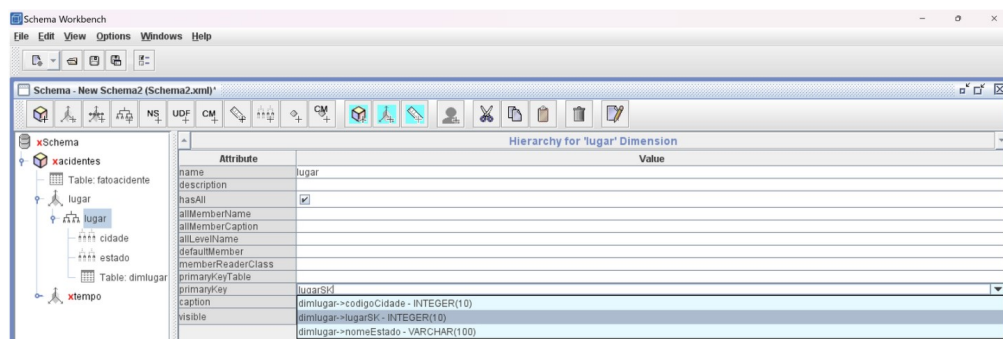 Schema Workbench
File Edit View Options Windows Help
Schema - New Schema2 (Schema2.xml)*
NS UDF CM CM
Hierarchy for 'lugar' Dimension
xSchema
xacidentes
Table: fatoacidente
lugar
lugar
cidade
estado
Table: dimlugar
xtempo
Attribute Value
name lugar
description
hasAll
allMemberName
allMemberCaption
allLevelName
defaultMember
memberReaderClass
primaryKeyTable
primaryKey lugarSK
caption dimlugar->codigoCidade - INTEGER(10)
visible dimlugar->lugarSK - INTEGER(10)
dimlugar->nomeEstado - VARCHAR(100)